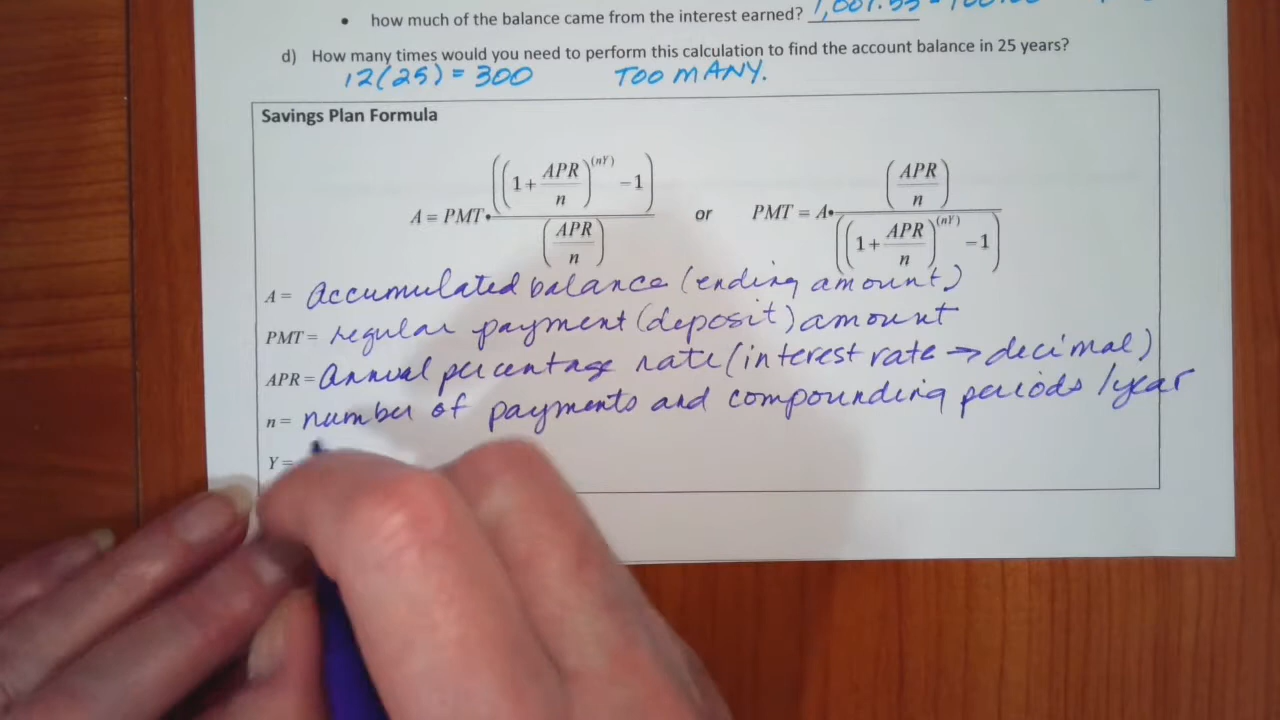 • how much of the balance came from the interest earned? 1,007.53 -
d) How many times would you need to perform this calculation to find the account balance in 25 years?
12(25) = 300 TOO MANY.
Savings Plan Formula
A = PMT • ((1 + APR/n)^(nY) − 1) / (APR/n) or PMT = A • (APR/n) / ((1 + APR/n)^(nY) − 1)
A = Accumulated balance (ending amount)
PMT = regular payment (deposit) amount
APR = Annual percentage rate (interest rate → decimal)
n = number of payments and compounding periods /year
Y =